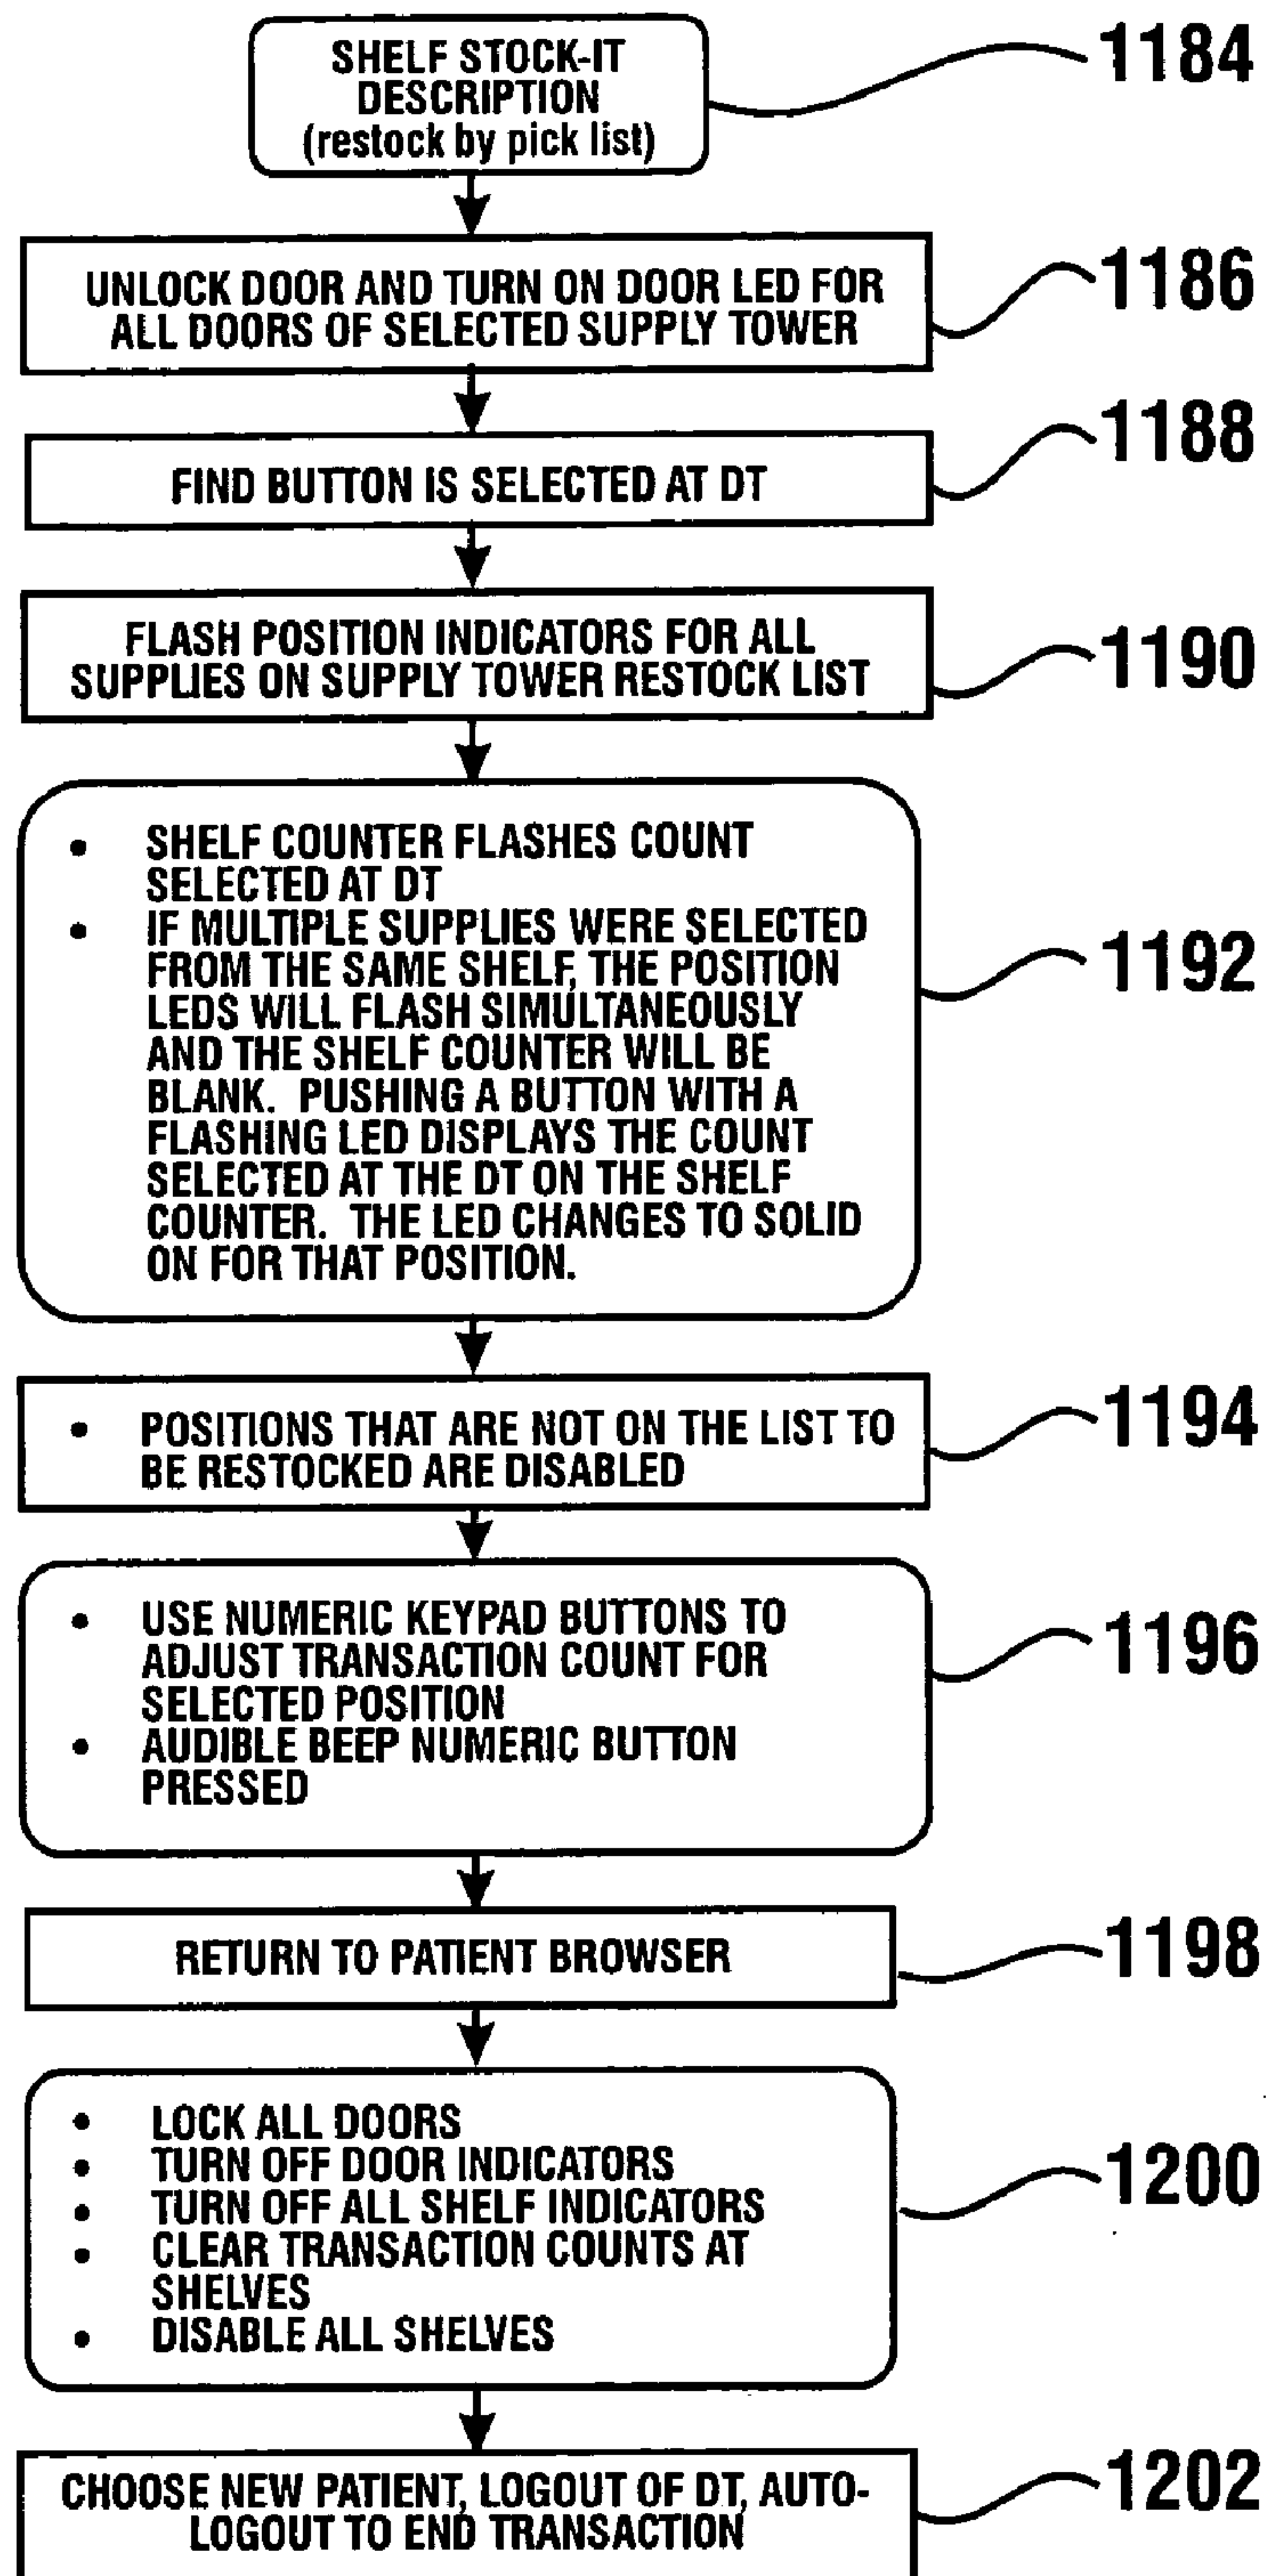 SHELF STOCK-IT
DESCRIPTION
(restock by pick list)
1184
UNLOCK DOOR AND TURN ON DOOR LED FOR
ALL DOORS OF SELECTED SUPPLY TOWER
1186
FIND BUTTON IS SELECTED AT DT
1188
FLASH POSITION INDICATORS FOR ALL
SUPPLIES ON SUPPLY TOWER RESTOCK LIST
1190
• SHELF COUNTER FLASHES COUNT
SELECTED AT DT
• IF MULTIPLE SUPPLIES WERE SELECTED
FROM THE SAME SHELF, THE POSITION
LEDS WILL FLASH SIMULTANEOUSLY
AND THE SHELF COUNTER WILL BE
BLANK. PUSHING A BUTTON WITH A
FLASHING LED DISPLAYS THE COUNT
SELECTED AT THE DT ON THE SHELF
COUNTER. THE LED CHANGES TO SOLID
ON FOR THAT POSITION.
1192
• POSITIONS THAT ARE NOT ON THE LIST TO
BE RESTOCKED ARE DISABLED
1194
• USE NUMERIC KEYPAD BUTTONS TO
ADJUST TRANSACTION COUNT FOR
SELECTED POSITION
• AUDIBLE BEEP NUMERIC BUTTON
PRESSED
1196
RETURN TO PATIENT BROWSER
1198
• LOCK ALL DOORS
• TURN OFF DOOR INDICATORS
• TURN OFF ALL SHELF INDICATORS
• CLEAR TRANSACTION COUNTS AT
SHELVES
• DISABLE ALL SHELVES
1200
CHOOSE NEW PATIENT, LOGOUT OF DT, AUTO-
LOGOUT TO END TRANSACTION
1202